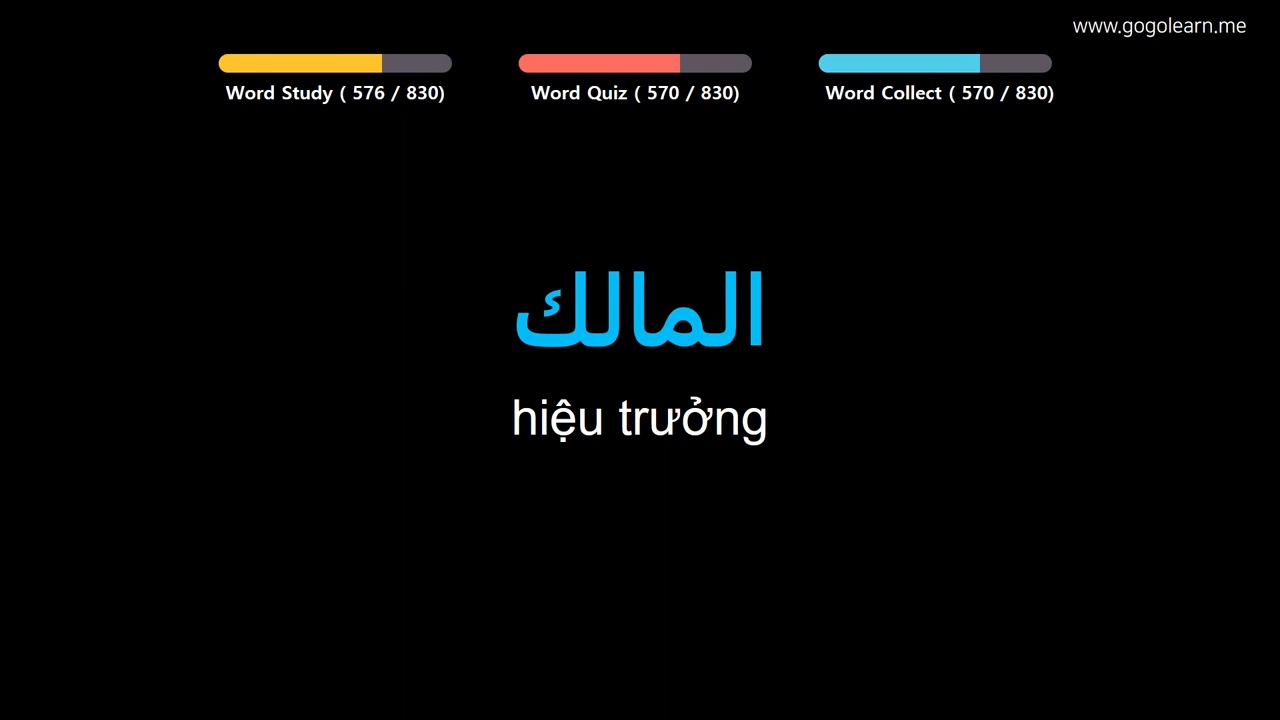 www.gogolearn.me
Word Study ( 576 / 830)
Word Quiz ( 570 / 830)
Word Collect ( 570 / 830)
المالك
hiệu trưởng